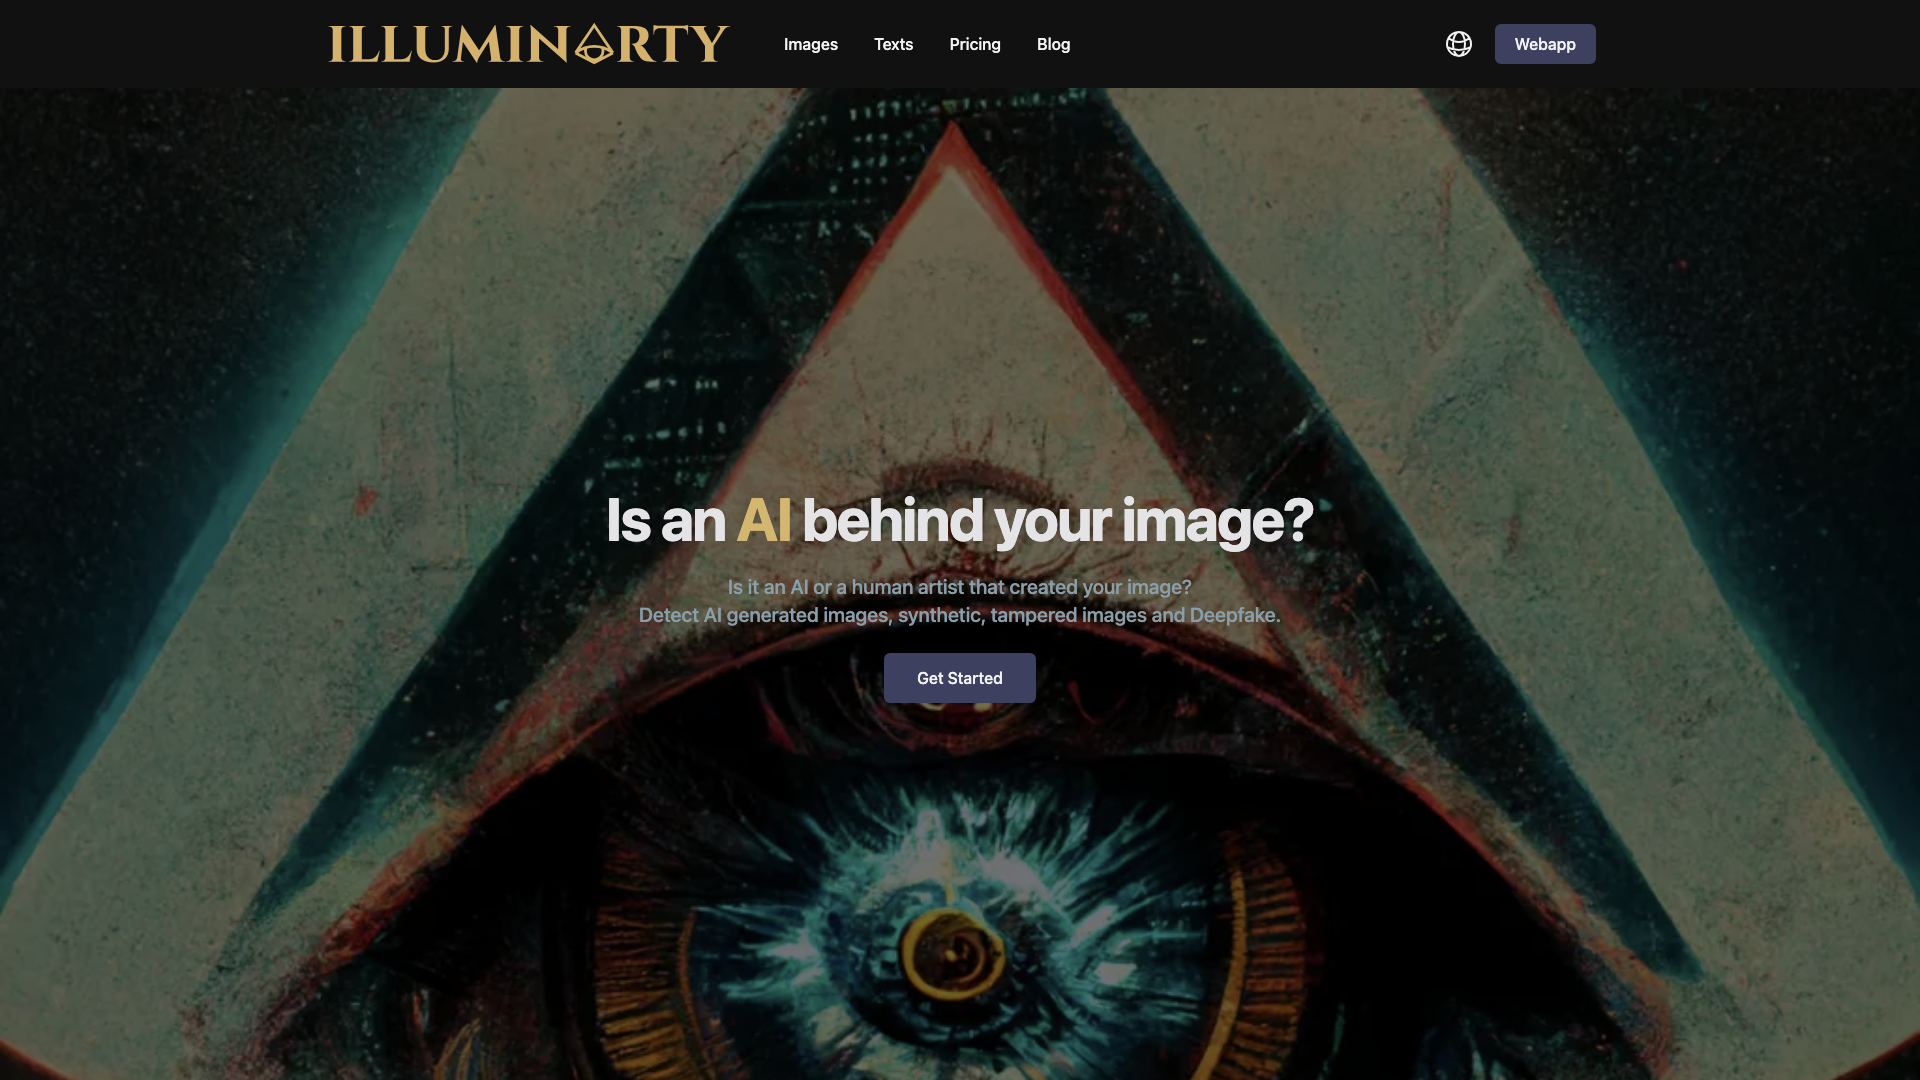 ILLUMINARTY
Images
Texts
Pricing
Blog
Webapp
Is an AI behind your image?
Is it an AI or a human artist that created your image?
Detect AI generated images, synthetic, tampered images and Deepfake.
Get Started